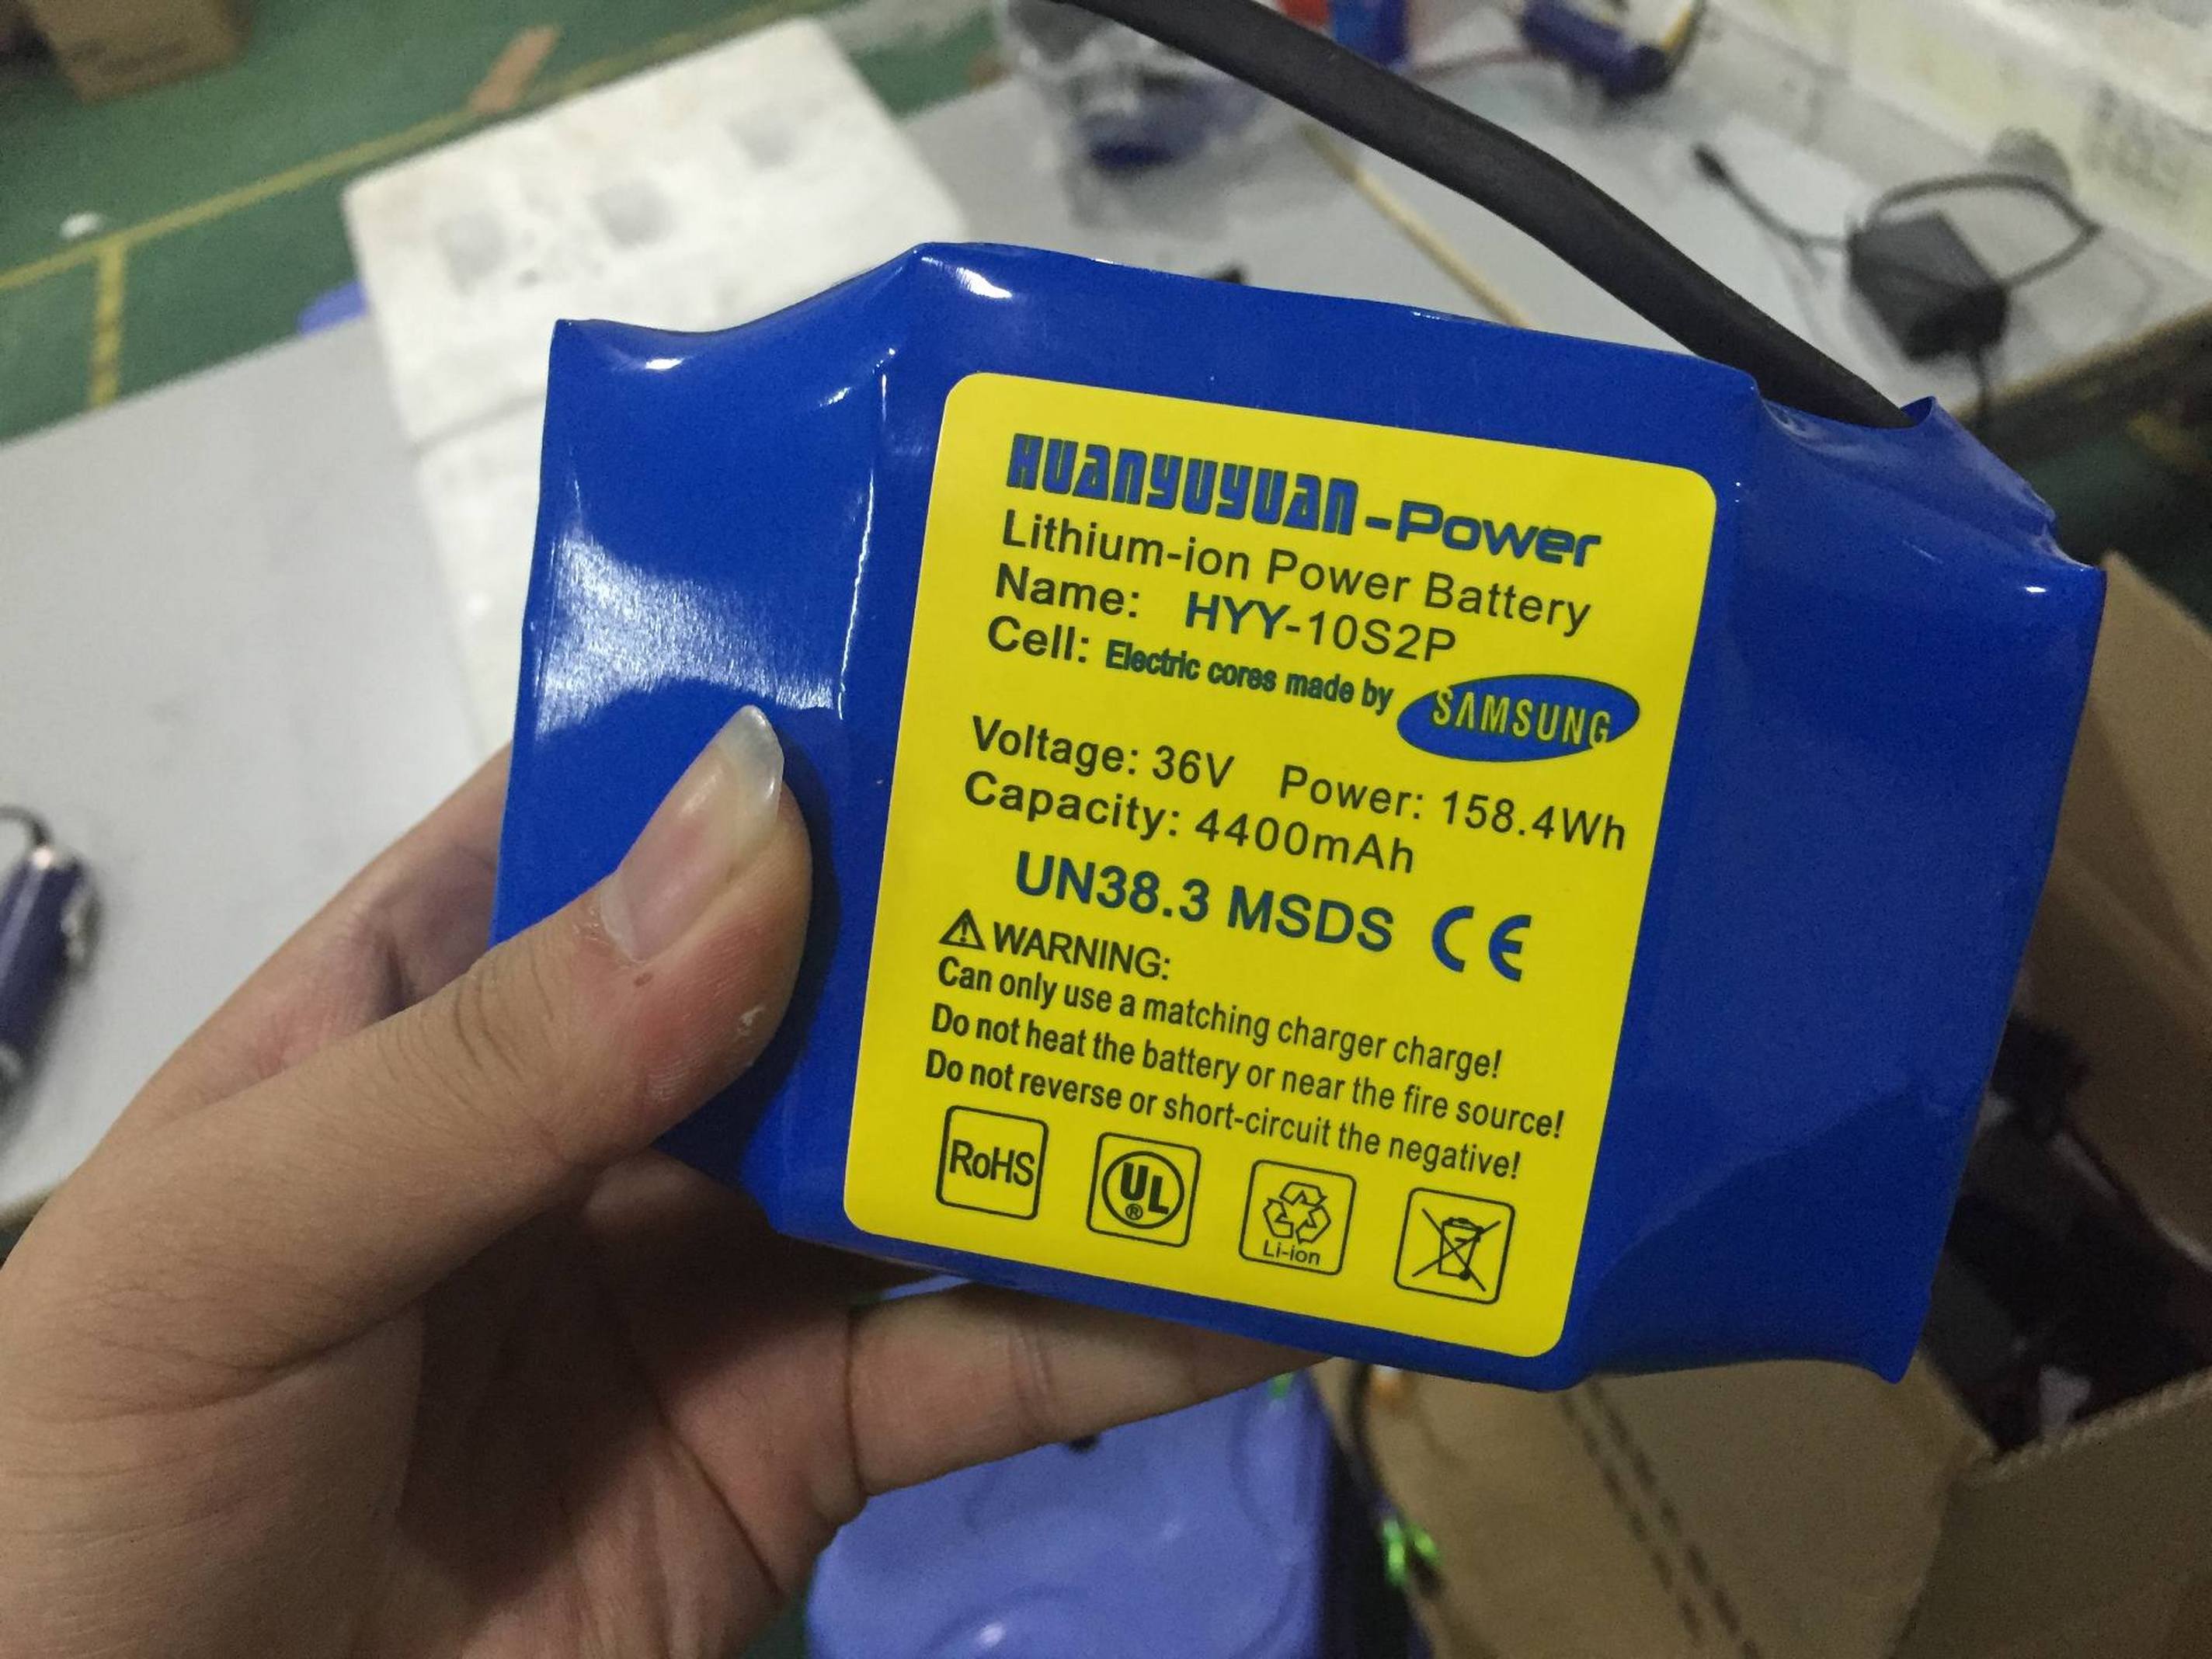 HUANYUYUAN-Power
Lithium-ion Power Battery
Name: HYY-10S2P
Cell: Electric cores made by SAMSUNG
Voltage: 36V Power: 158.4Wh
Capacity: 4400mAh
UN38.3 MSDS CE
WARNING:
Can only use a matching charger charge!
Do not heat the battery or near the fire source!
Do not reverse or short-circuit the negative!
RoHS UL ® Li-ion